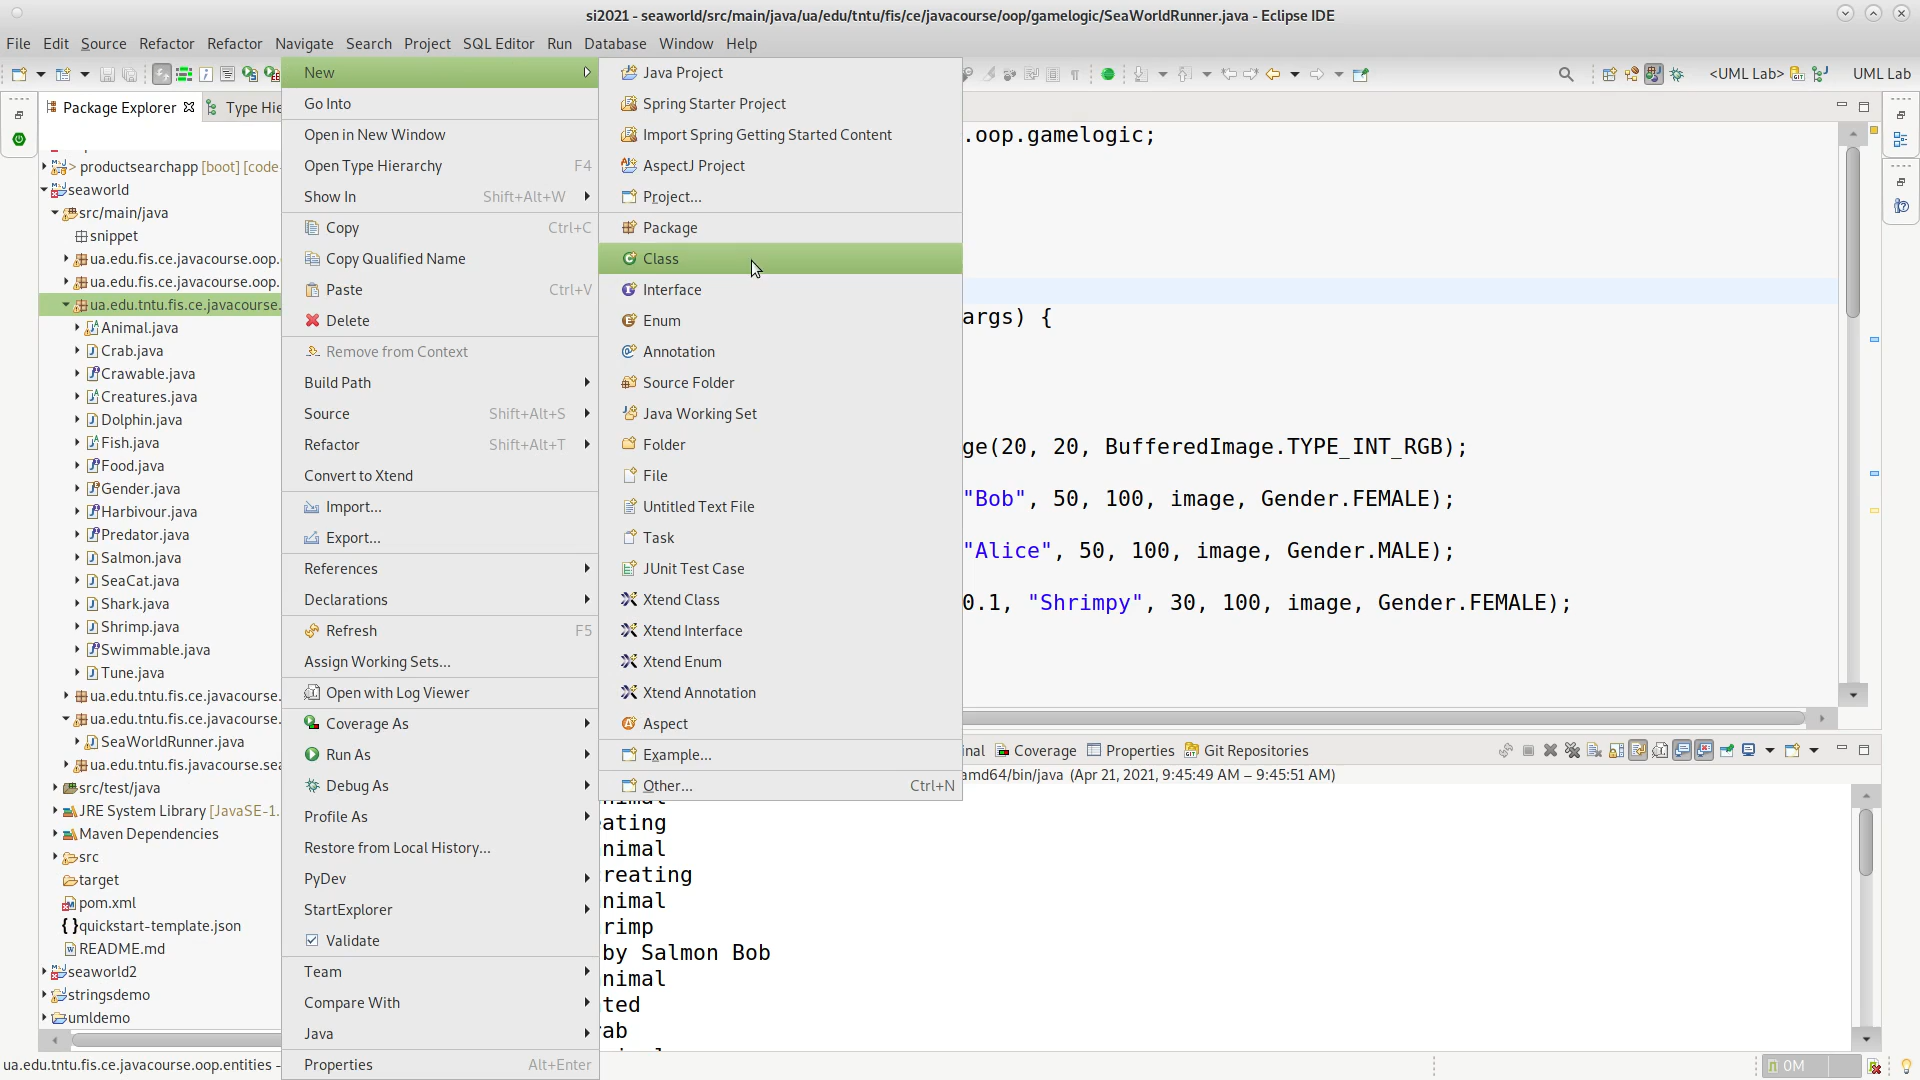 si2021 - seaworld/src/main/java/ua/edu/tntu/fis/ce/javacourse/oop/gamelogic/SeaWorldRunner.java - Eclipse IDE
File Edit Source Refactor Refactor Navigate Search Project SQL Editor Run Database Window Help
<UML Lab> UML Lab
Package Explorer Type Hie
productsearchapp [boot] [code-
seaworld
src/main/java
snippet
ua.edu.fis.ce.javacourse.oop.
ua.edu.fis.ce.javacourse.oop.
ua.edu.tntu.fis.ce.javacourse.
Animal.java
Crab.java
Crawable.java
Creatures.java
Dolphin.java
Fish.java
Food.java
Gender.java
Harbivour.java
Predator.java
Salmon.java
SeaCat.java
Shark.java
Shrimp.java
Swimmable.java
Tune.java
ua.edu.tntu.fis.ce.javacourse.
ua.edu.tntu.fis.ce.javacourse.
SeaWorldRunner.java
ua.edu.tntu.fis.javacourse.sea
src/test/java
JRE System Library [JavaSE-1.
Maven Dependencies
src
target
pom.xml
quickstart-template.json
README.md
seaworld2
stringsdemo
umldemo
ua.edu.tntu.fis.ce.javacourse.oop.entities -
New
Go Into
Open in New Window
Open Type Hierarchy F4
Show In Shift+Alt+W
Copy Ctrl+C
Copy Qualified Name
Paste Ctrl+V
Delete
Remove from Context
Build Path
Source Shift+Alt+S
Refactor Shift+Alt+T
Convert to Xtend
Import...
Export...
References
Declarations
Refresh F5
Assign Working Sets...
Open with Log Viewer
Coverage As
Run As
Debug As
Profile As
Restore from Local History...
PyDev
StartExplorer
Validate
Team
Compare With
Java
Properties Alt+Enter
Java Project
Spring Starter Project
Import Spring Getting Started Content
AspectJ Project
Project...
Package
Class
Interface
Enum
Annotation
Source Folder
Java Working Set
Folder
File
Untitled Text File
Task
JUnit Test Case
Xtend Class
Xtend Interface
Xtend Enum
Xtend Annotation
Aspect
Example...
Other... Ctrl+N
.oop.gamelogic;
args) {
ge(20, 20, BufferedImage.TYPE_INT_RGB);
"Bob", 50, 100, image, Gender.FEMALE);
"Alice", 50, 100, image, Gender.MALE);
0.1, "Shrimpy", 30, 100, image, Gender.FEMALE);
nal Coverage Properties Git Repositories
amd64/bin/java (Apr 21, 2021, 9:45:49 AM – 9:45:51 AM)
eating
nimal
reating
nimal
rimp
by Salmon Bob
nimal
ted
rab
0M